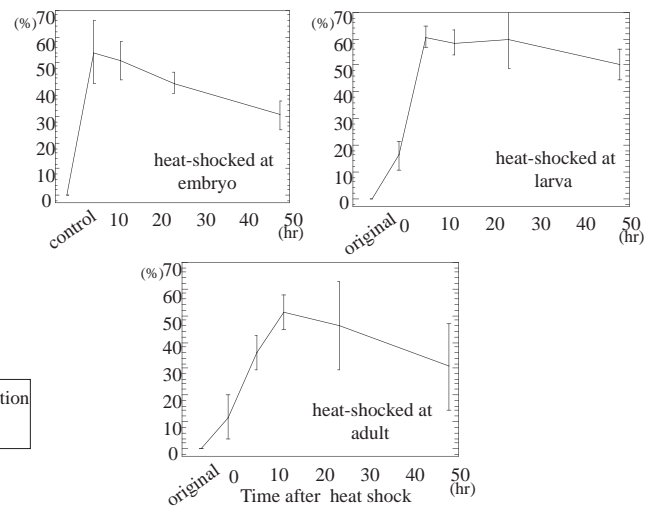 (%)70
60
50
40
30
20
10
0
heat-shocked at
embryo
control 10 20 30 40 50
(hr)
(%)70
60
50
40
30
20
10
0
heat-shocked at
larva
original 0 10 20 30 40 50
(hr)
(%)70
60
50
40
30
20
10
0
heat-shocked at
adult
original 0 10 20 30 40 50
Time after heat shock (hr)
tion